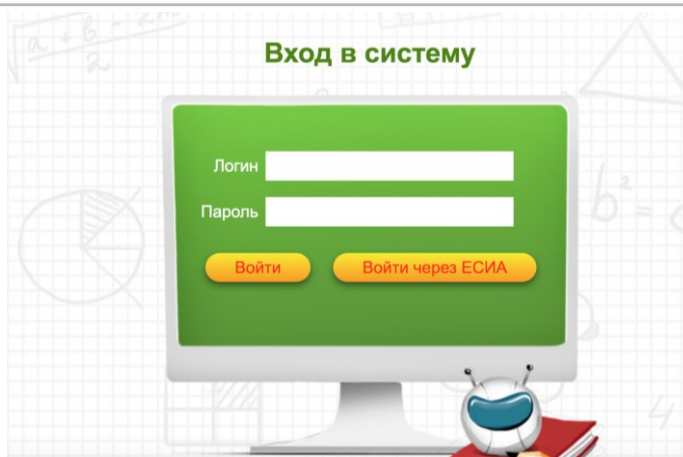 Вход в систему
Логин
Пароль
Войти
Войти через ЕСИА